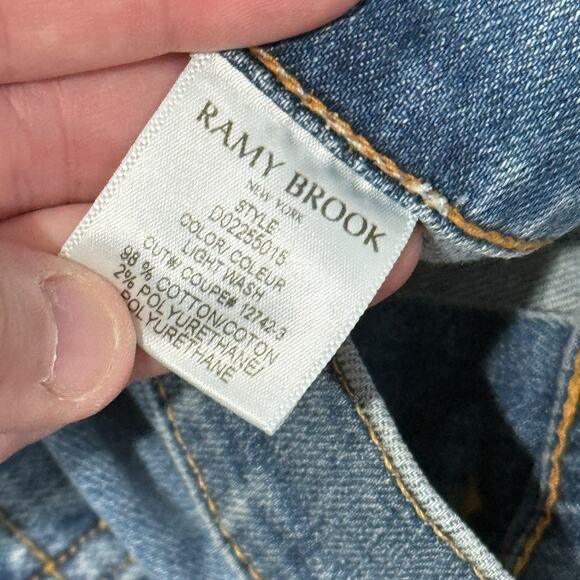 RAMY BROOK
NEW YORK
STYLE
D02255015
COLOR/ COLEUR
LIGHT WASH
CUT# COUPE# 12742-3
98 % COTTON/COTON
2% POLYURETHANE/
POLYURETHANE